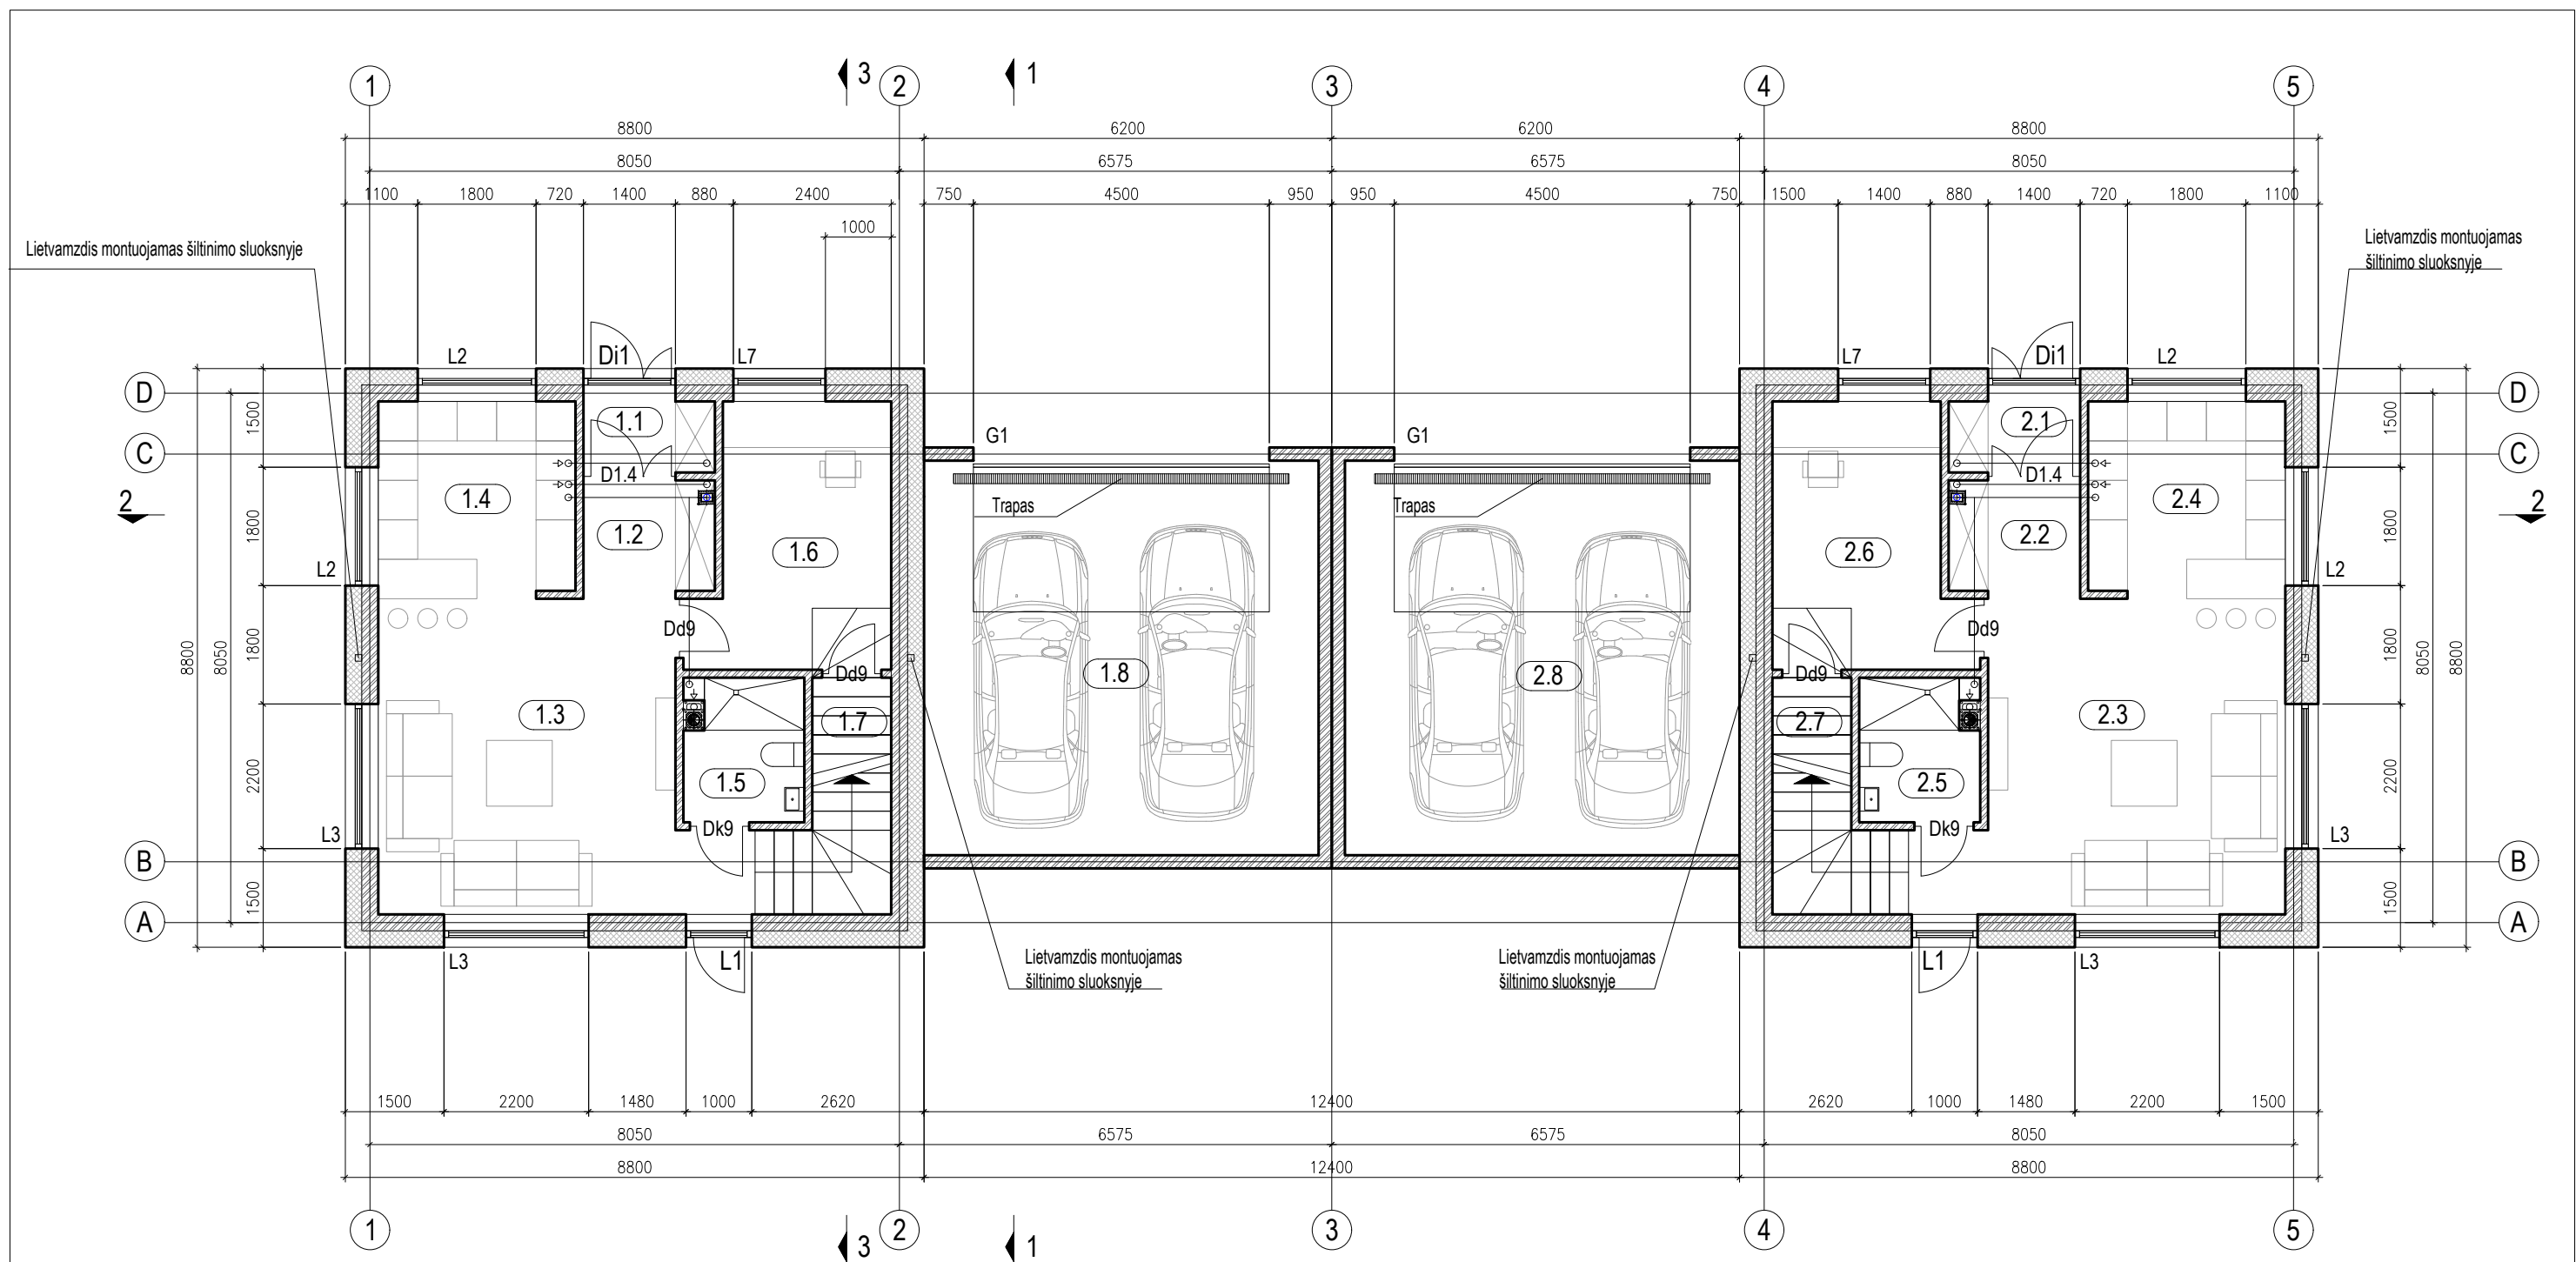 3 1
1 2 3 4 5
8800 6200 6200 8800
8050 6575 6575 8050
1100 1800 720 1400 880 2400 750 4500 950 950 4500 750 1500 1400 880 1400 720 1800 1100
1000
Lietvamzdis montuojamas šiltinimo sluoksnyje
Lietvamzdis montuojamas
šiltinimo sluoksnyje
L2 Di1 L7 L7 Di1 L2
D D
1500 1.1 2.1 1500
G1 G1
C C
D1.4 D1.4
2 1.4 Trapas Trapas 2.4 2
1800 1.2 1.6 2.6 2.2 1800
L2 L2
Dd9 Dd9
8800 8050 1800 1800 8050 8800
Dd9 1.8 2.8 Dd9
1.3 1.7 2.7 2.3
2200 1.5 2.5 2200
L3 Dk9 Dk9 L3
B B
1500 1500
A A
L3 L1 L1 L3
Lietvamzdis montuojamas
šiltinimo sluoksnyje
Lietvamzdis montuojamas
šiltinimo sluoksnyje
1500 2200 1480 1000 2620 12400 2620 1000 1480 2200 1500
8050 6575 6575 8050
8800 12400 8800
1 2 3 4 5
3 1